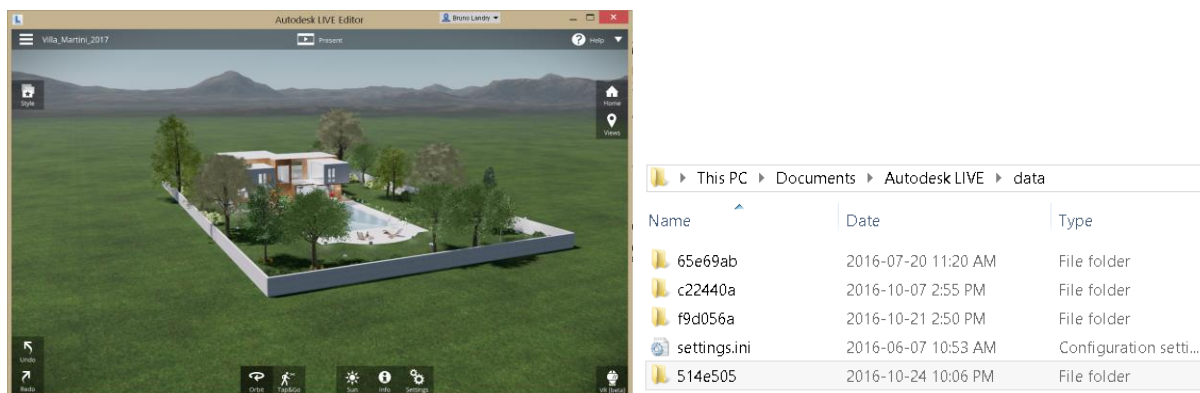 L Autodesk LIVE Editor Bruno Landry
Villa_Martini_2017 Present ? Help
Style
Home
Views
Undo
Redo
Orbit Tap&Go Sun Info Settings VR (beta)
This PC Documents Autodesk LIVE data
Name Date Type
65e69ab 2016-07-20 11:20 AM File folder
c22440a 2016-10-07 2:55 PM File folder
f9d056a 2016-10-21 2:50 PM File folder
settings.ini 2016-06-07 10:53 AM Configuration setti...
514e505 2016-10-24 10:06 PM File folder